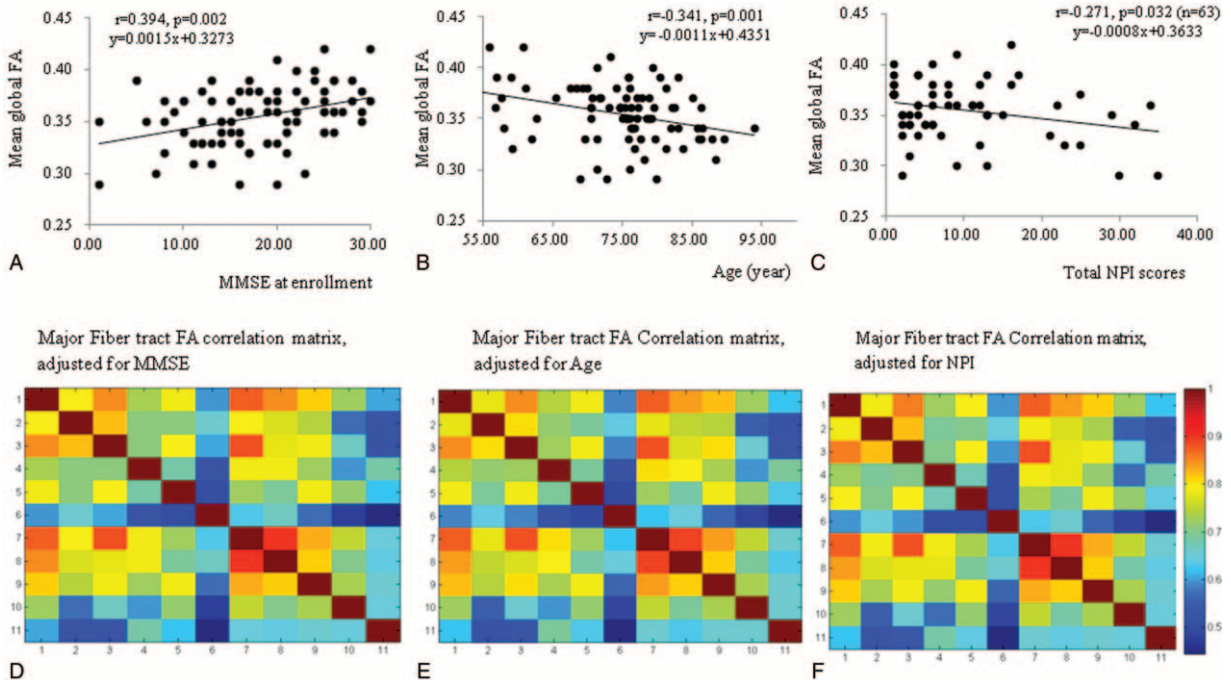 r=0.394, p=0.002
y=0.0015x+0.3273
Mean global FA
0.45
0.40
0.35
0.30
0.25
0.00 10.00 20.00 30.00
A
MMSE at enrollment
r=-0.341, p=0.001
y= -0.0011x+0.4351
Mean global FA
0.45
0.40
0.35
0.30
0.25
55.00 65.00 75.00 85.00 95.00
B
Age (year)
r=-0.271, p=0.032 (n=63)
y=-0.0008x+0.3633
Mean global FA
0.45
0.40
0.35
0.30
0.25
0.00 10.00 20.00 30.00 40.00
C
Total NPI scores
Major Fiber tract FA correlation matrix,
adjusted for MMSE
1
2
3
4
5
6
7
8
9
10
11
1 2 3 4 5 6 7 8 9 10 11
D
Major Fiber tract FA Correlation matrix,
adjusted for Age
1
2
3
4
5
6
7
8
9
10
11
1 2 3 4 5 6 7 8 9 10 11
E
Major Fiber tract FA Correlation matrix,
adjusted for NPI
1
2
3
4
5
6
7
8
9
10
11
1 2 3 4 5 6 7 8 9 10 11
F
1
0.9
0.8
0.7
0.6
0.5